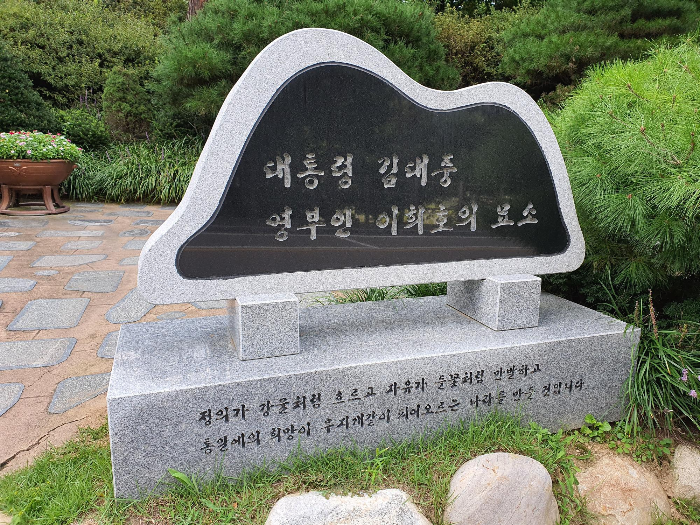 대통령 김대중
영부인 이희호의 묘소
정의가 강물처럼 흐르고 자유가 들꽃처럼 만발하고
통일에의 희망이 무지개같이 피어오르는 나라를 만들 것입니다